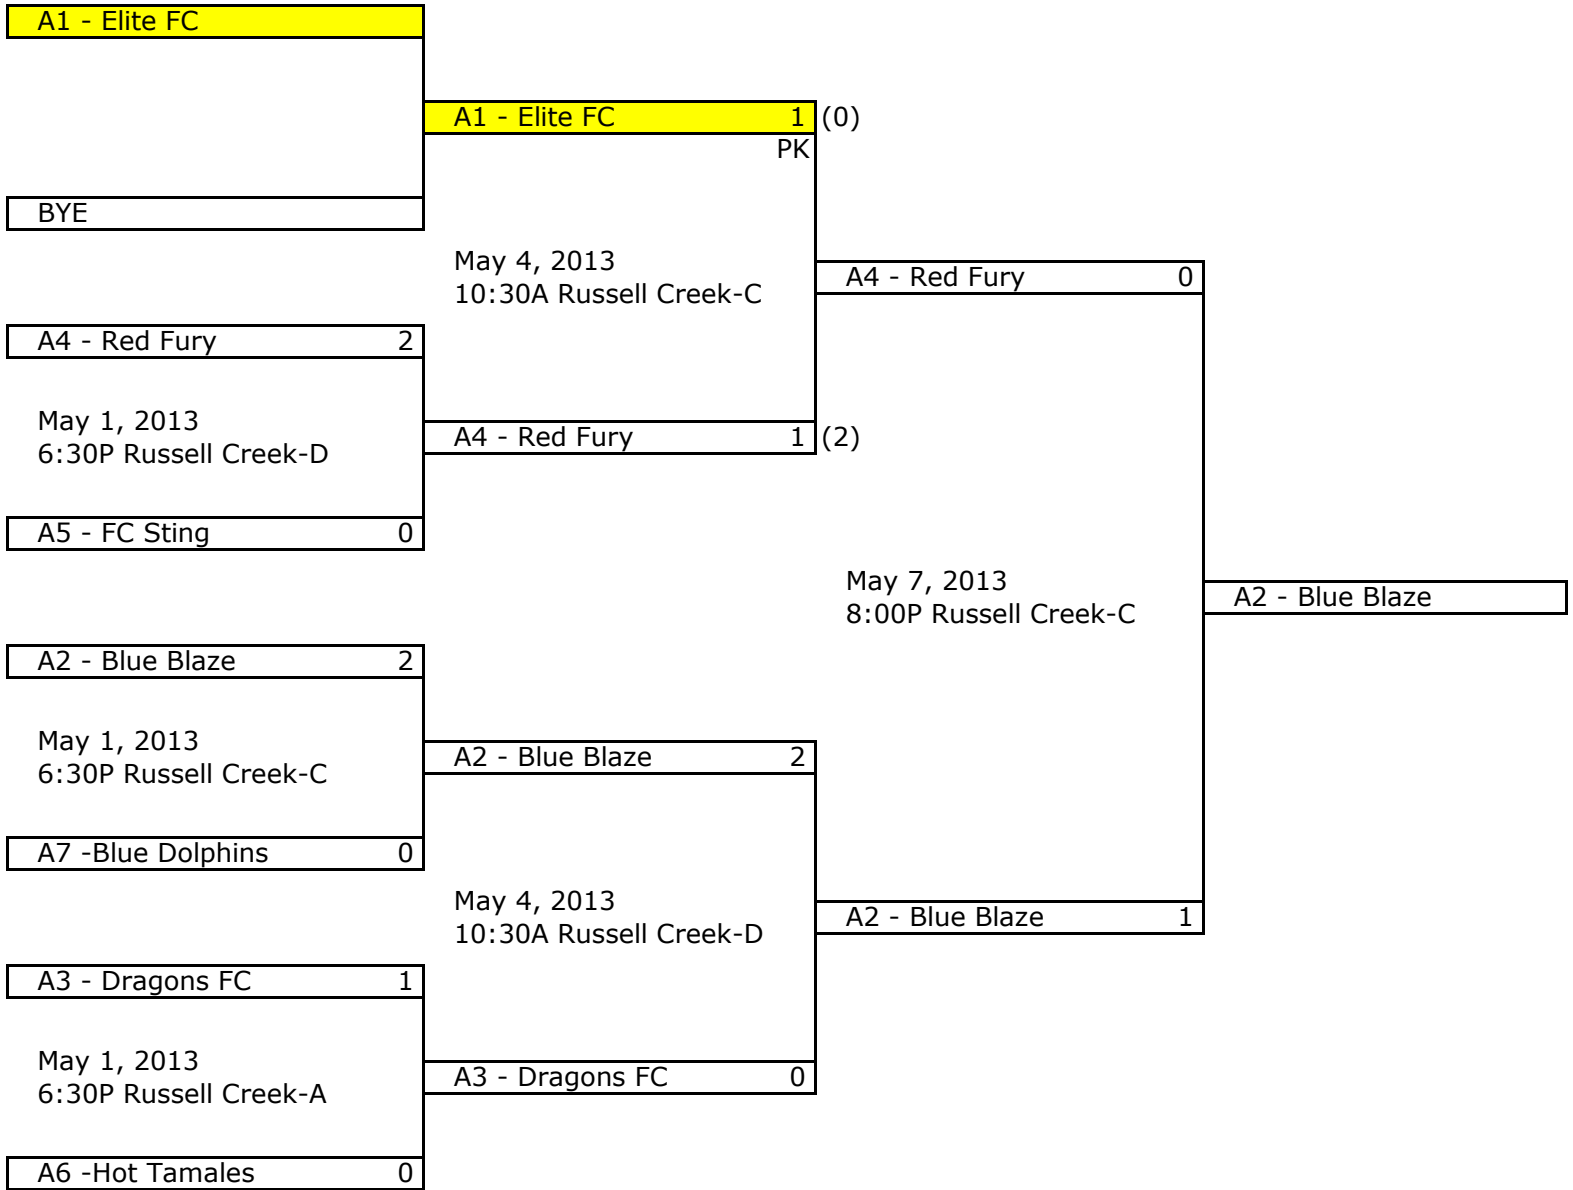 A1 - Elite FC
A1 - Elite FC 1 (0)
PK
BYE
May 4, 2013
10:30A Russell Creek-C
A4 - Red Fury 0
A4 - Red Fury 2
May 1, 2013
6:30P Russell Creek-D
A4 - Red Fury 1 (2)
A5 - FC Sting 0
May 7, 2013
8:00P Russell Creek-C
A2 - Blue Blaze
A2 - Blue Blaze 2
May 1, 2013
6:30P Russell Creek-C
A2 - Blue Blaze 2
A7 -Blue Dolphins 0
May 4, 2013
10:30A Russell Creek-D
A2 - Blue Blaze 1
A3 - Dragons FC 1
May 1, 2013
6:30P Russell Creek-A
A3 - Dragons FC 0
A6 -Hot Tamales 0